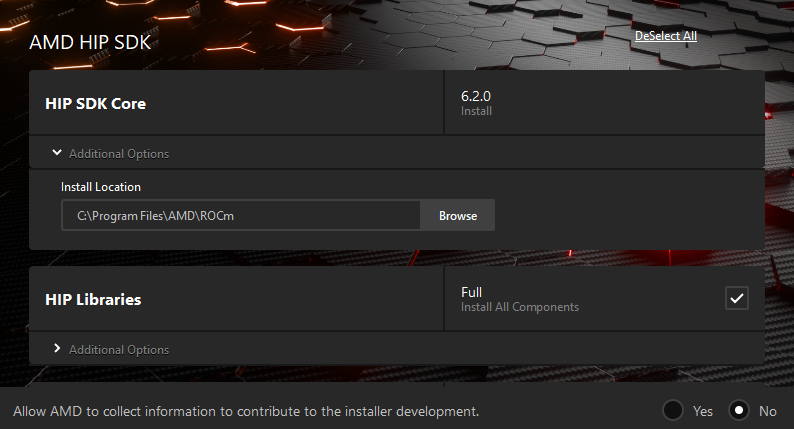 AMD HIP SDK
DeSelect All
HIP SDK Core
6.2.0
Install
Additional Options
Install Location
C:\Program Files\AMD\ROCm
Browse
HIP Libraries
Full
Install All Components
Additional Options
Allow AMD to collect information to contribute to the installer development.
Yes
No